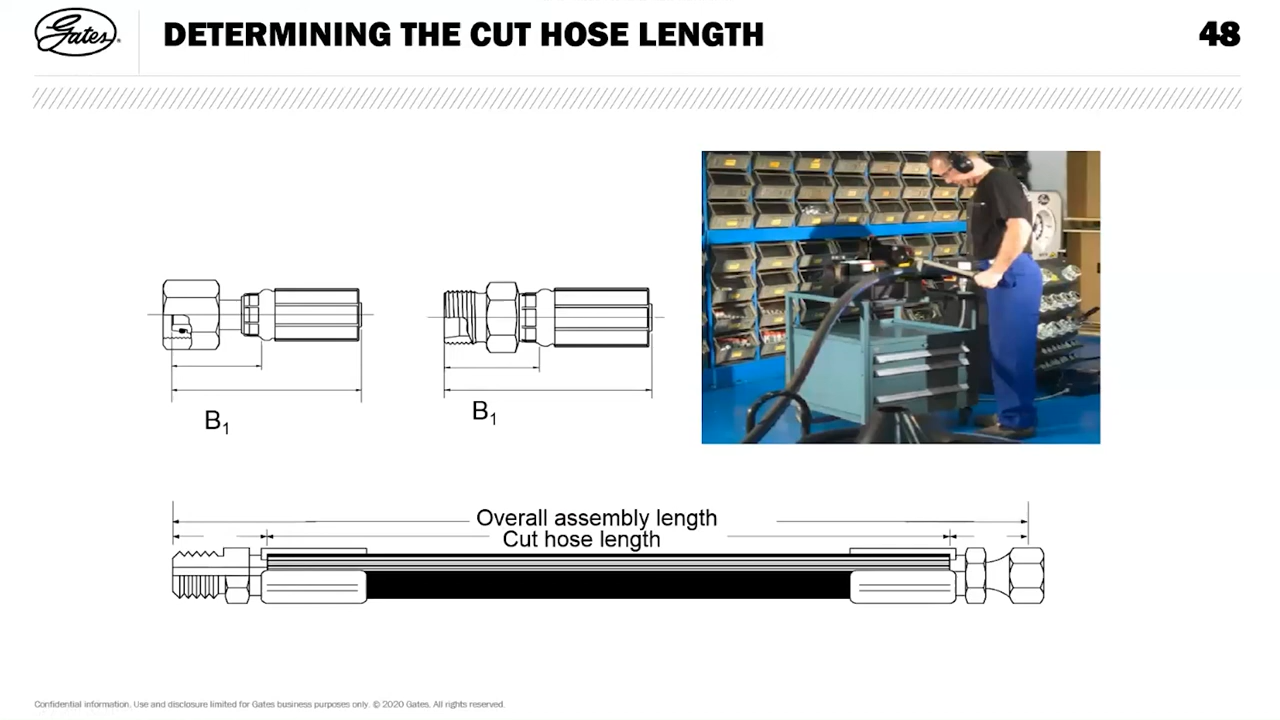 Gates
DETERMINING THE CUT HOSE LENGTH
48
B1
B1
Overall assembly length
Cut hose length
Confidential information. Use and disclosure limited for Gates business purposes only. © 2020 Gates. All rights reserved.